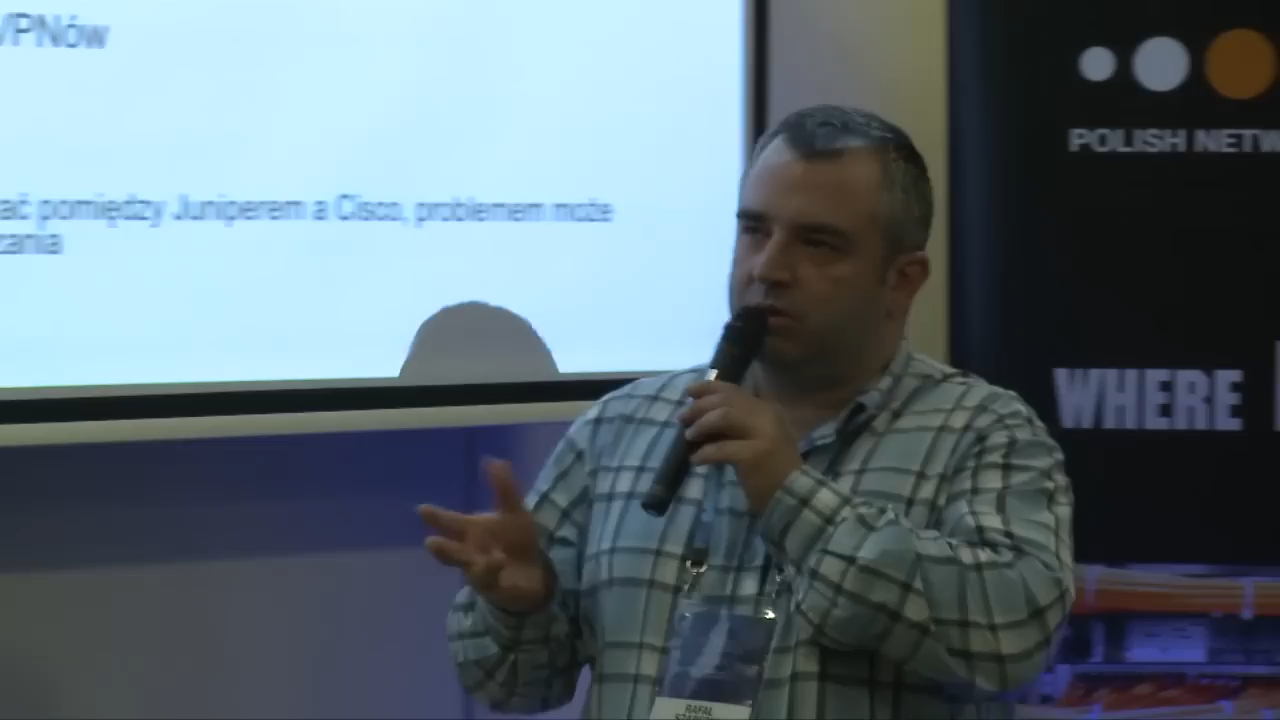 VPNów
ać pomiędzy Juniperem a Cisco, problemem może
zania
POLISH NETW
WHERE
RAFAŁ